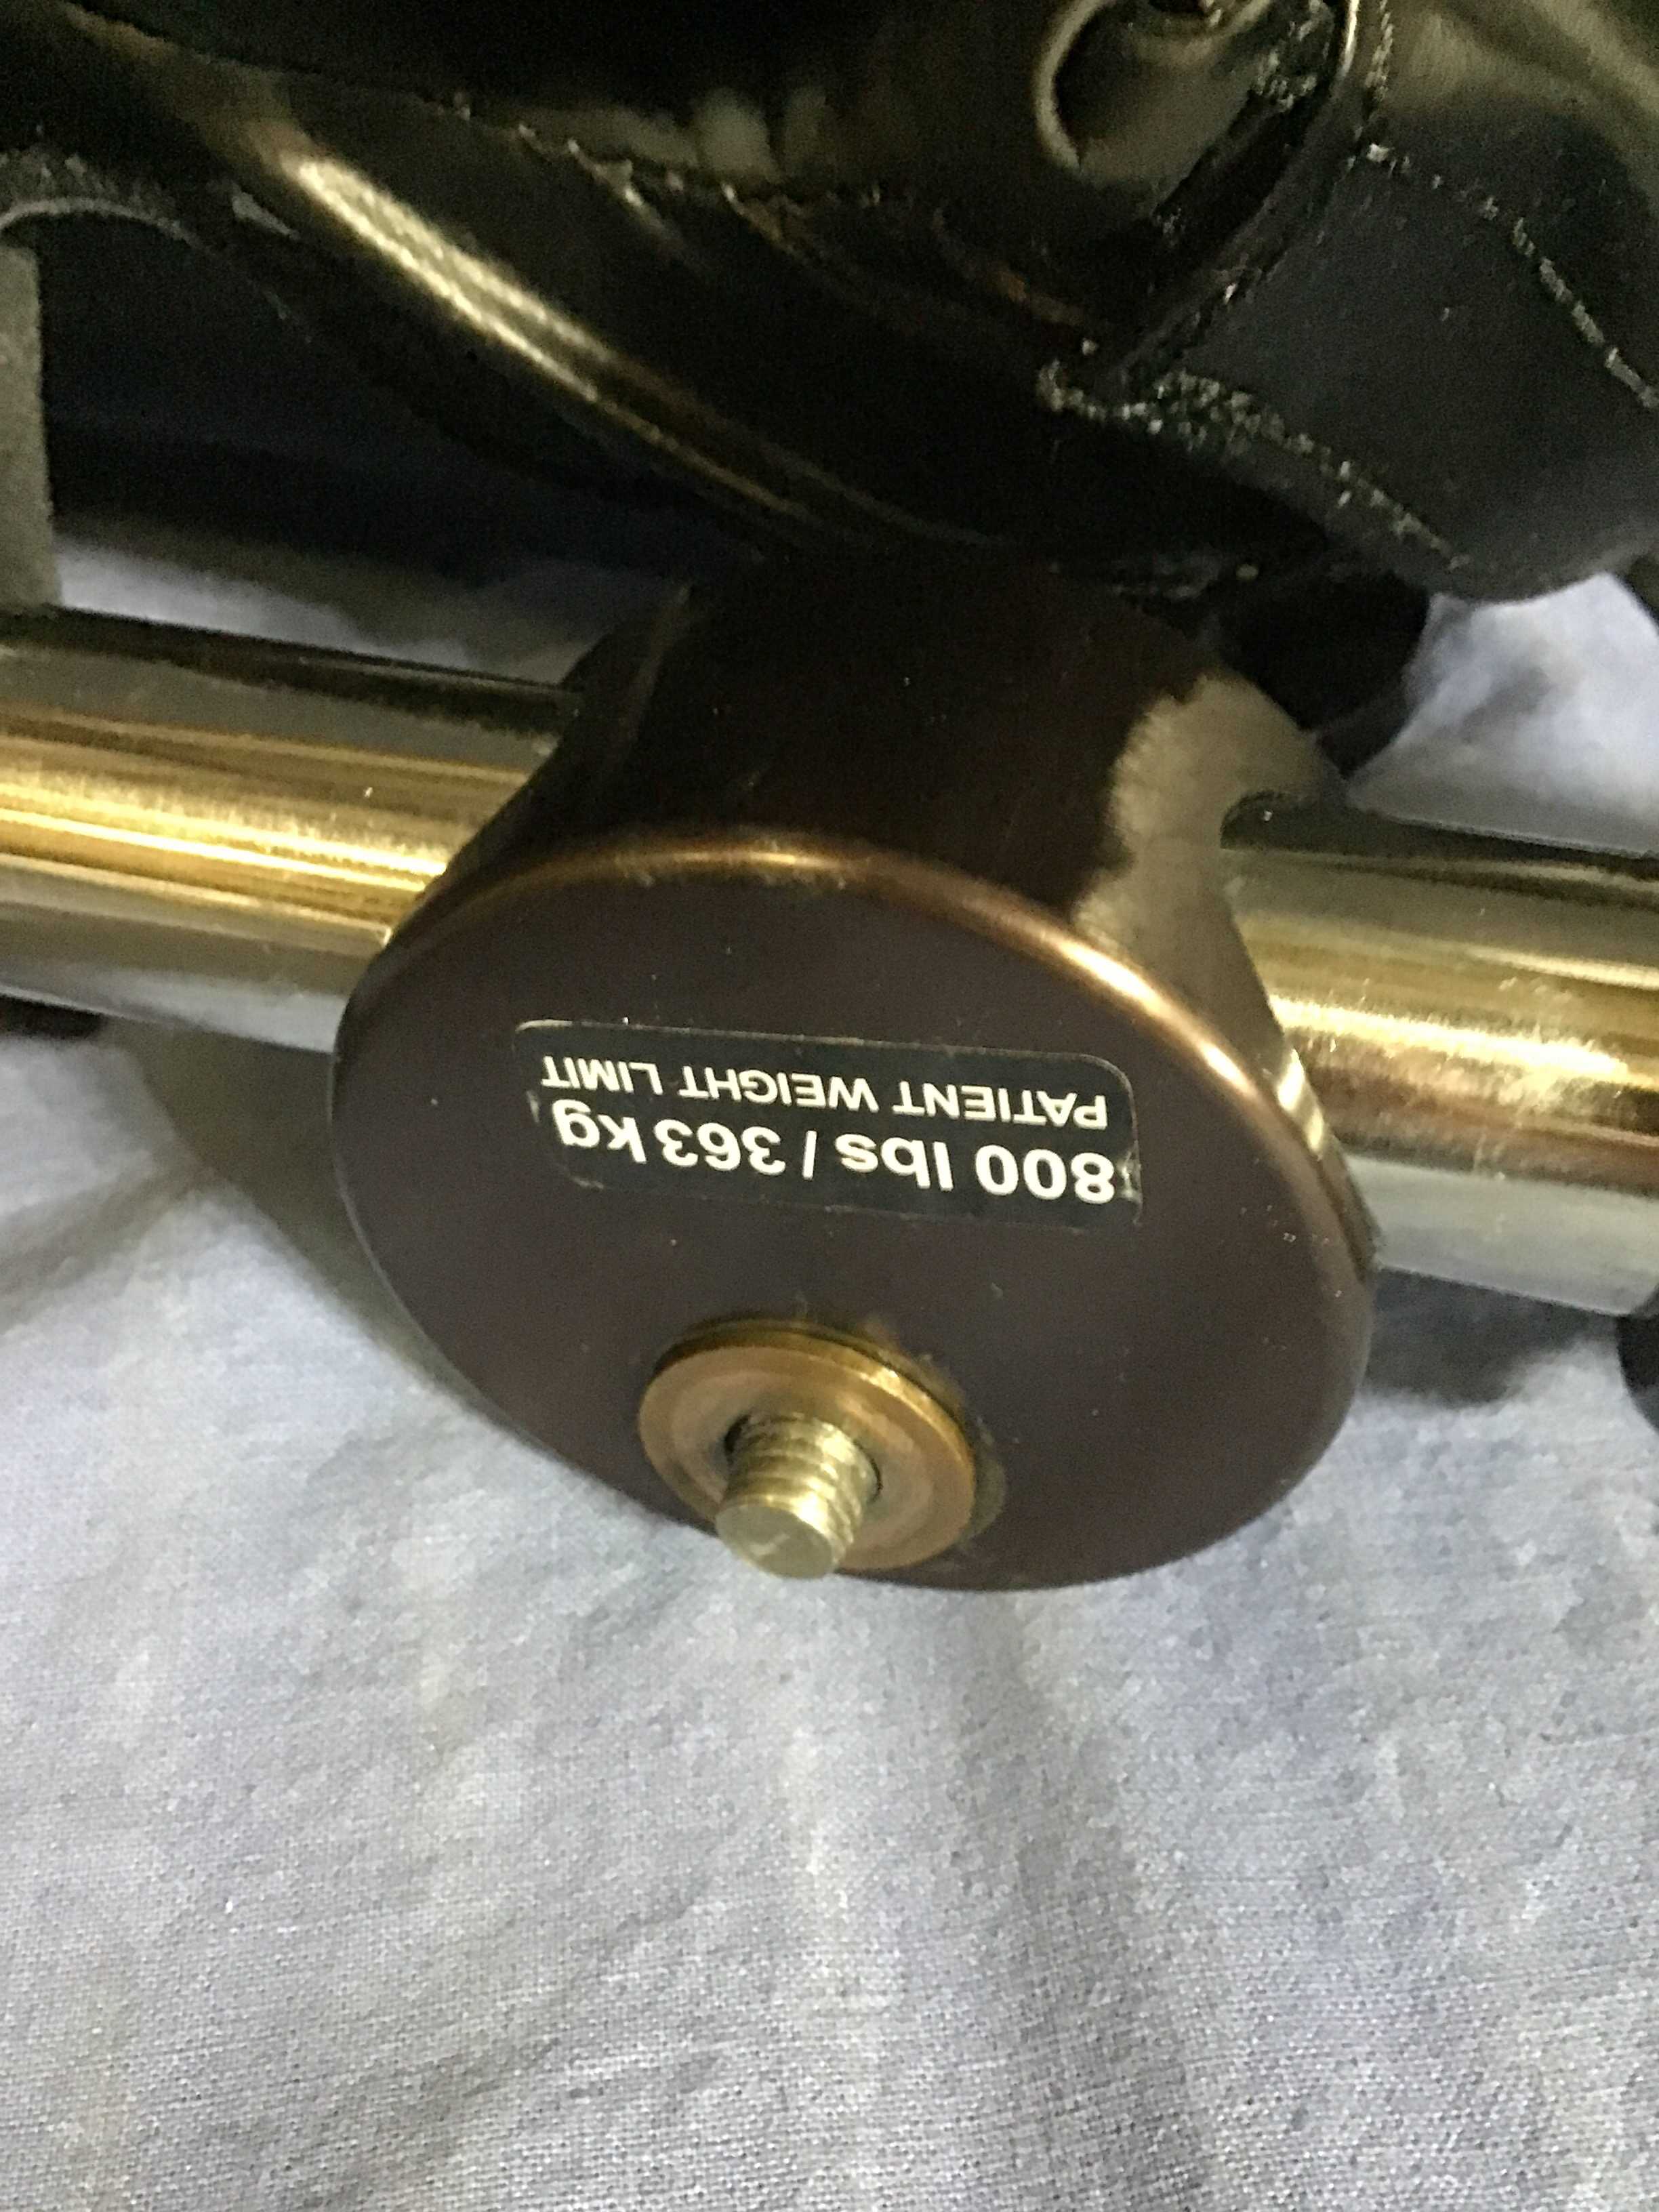 800 lbs / 363 kg
PATIENT WEIGHT LIMIT